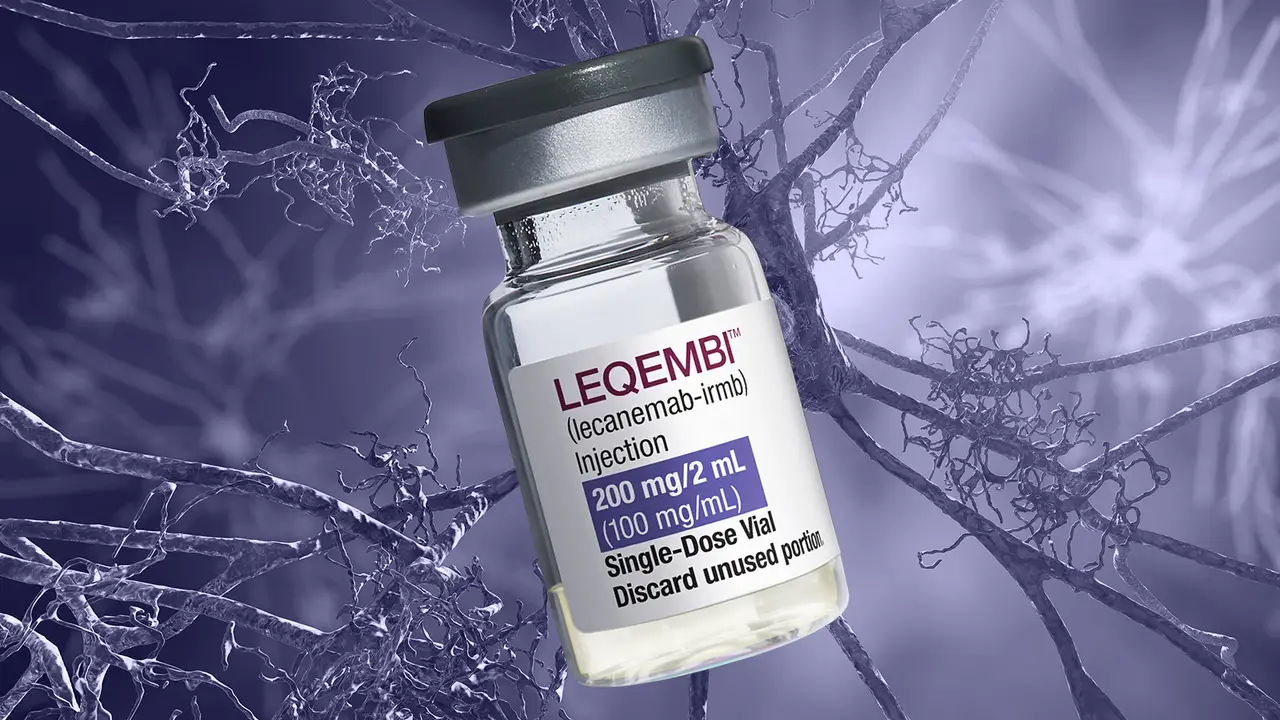 LEQEMBI™
(lecanemab-irmb)
Injection
200 mg/2 mL
(100 mg/mL)
Single-Dose Vial
Discard unused portion.